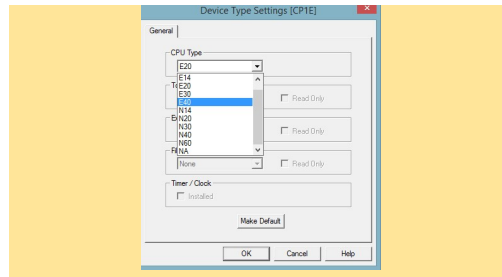 Device Type Settings [CP1E]
General
CPU Type
E20
E14
E20
E30
E40
N14
N20
N30
N40
N60
NA
Read Only
Read Only
None
Read Only
Timer / Clock
Installed
Make Default
OK Cancel Help